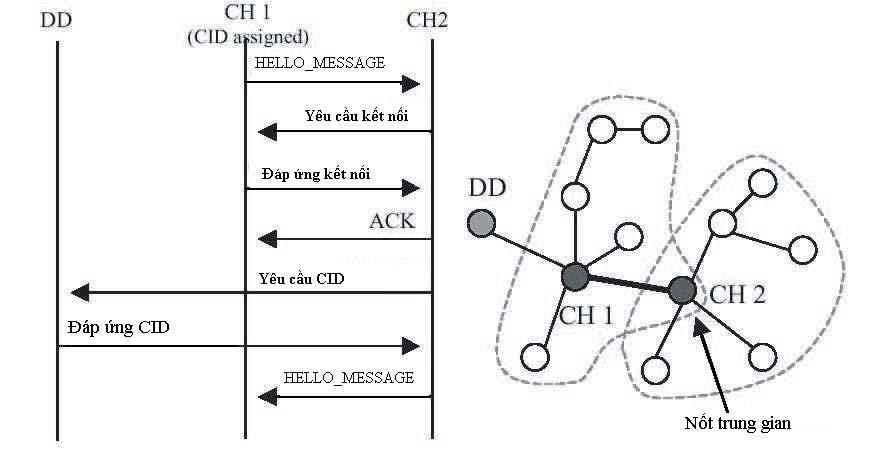 DD
CH 1
(CID assigned)
CH2
HELLO_MESSAGE
Yêu cầu kết nối
Đáp ứng kết nối
ACK
Yêu cầu CID
Đáp ứng CID
HELLO_MESSAGE
DD
CH 1
CH 2
Nốt trung gian